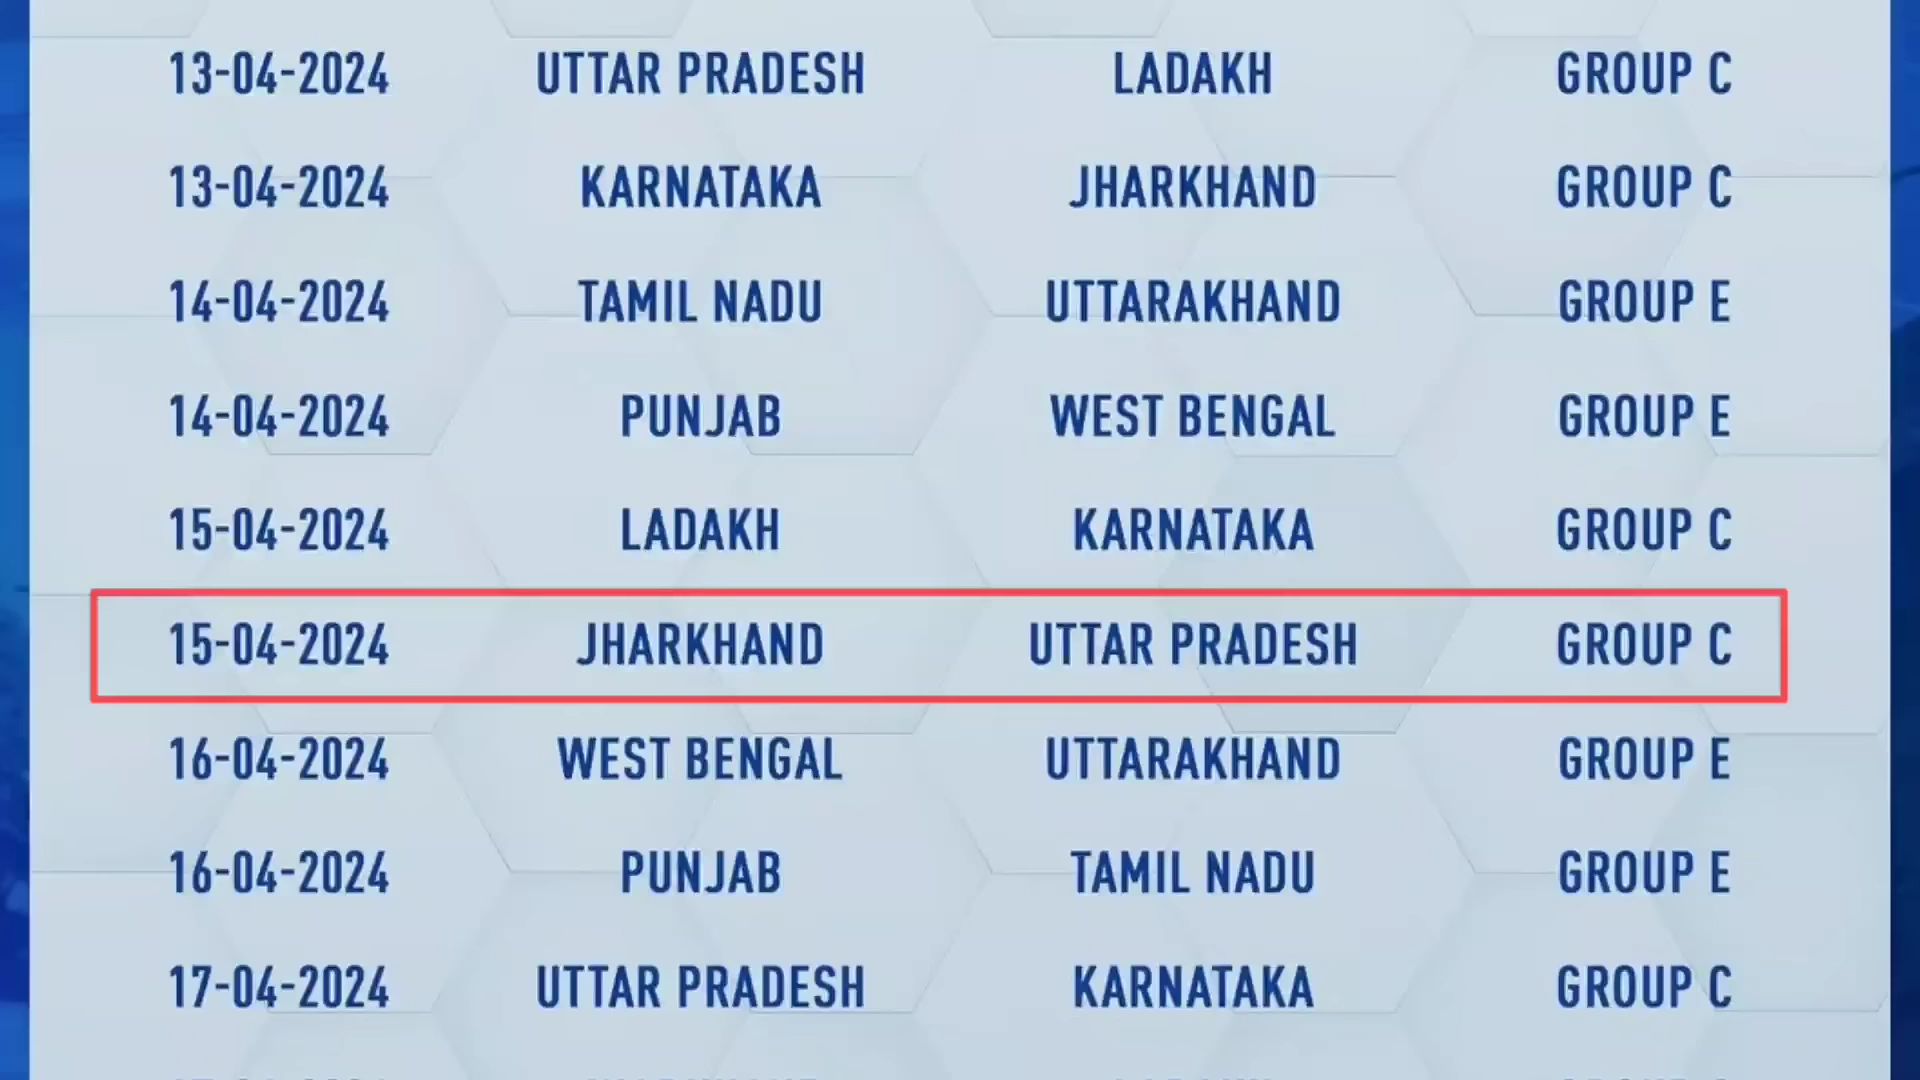 13-04-2024 UTTAR PRADESH LADAKH GROUP C
13-04-2024 KARNATAKA JHARKHAND GROUP C
14-04-2024 TAMIL NADU UTTARAKHAND GROUP E
14-04-2024 PUNJAB WEST BENGAL GROUP E
15-04-2024 LADAKH KARNATAKA GROUP C
15-04-2024 JHARKHAND UTTAR PRADESH GROUP C
16-04-2024 WEST BENGAL UTTARAKHAND GROUP E
16-04-2024 PUNJAB TAMIL NADU GROUP E
17-04-2024 UTTAR PRADESH KARNATAKA GROUP C